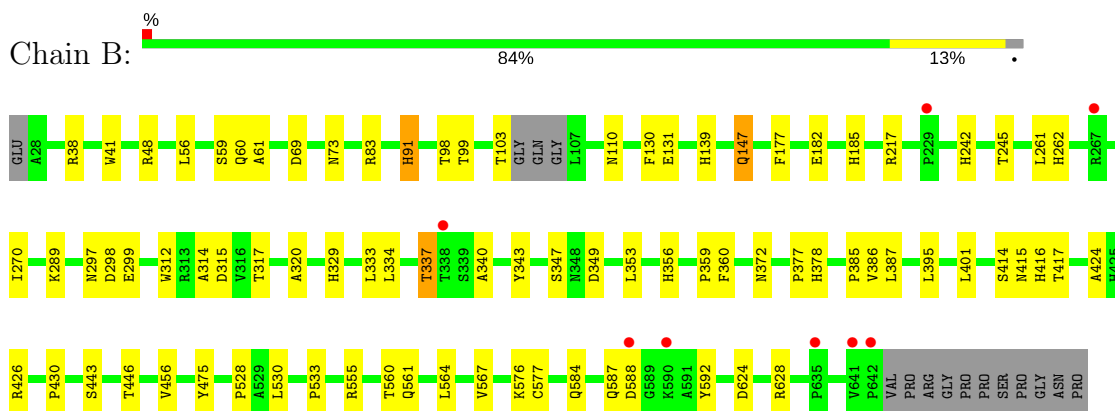 %
Chain B:
84% 13% •
GLU A28 R38 W41 R48 L56 S59 Q60 A61 D69 N73 R83 H91 T98 T99 T103 GLY GLN GLY L107 N110 F130 E131 H139 Q147 F177 E182 H185 R217 P229 H242 T245 L261 H262 R267
I270 K289 N297 D298 E299 W312 R313 A314 D315 V316 T317 A320 H329 L333 L334 T337 T338 S339 A340 Y343 S347 N348 D349 L353 H356 P359 F360 N372 P377 H378 P385 V386 L387 L395 L401 S414 N415 H416 T417 A424 H425
R426 P430 S443 T446 V456 Y475 P528 A529 L530 P533 R555 T560 Q561 L564 V567 K576 C577 Q584 Q587 D588 G589 K590 A591 Y592 D624 R628 P635 V641 P642 VAL PRO ARG GLY PRO PRO SER PRO GLY ASN PRO